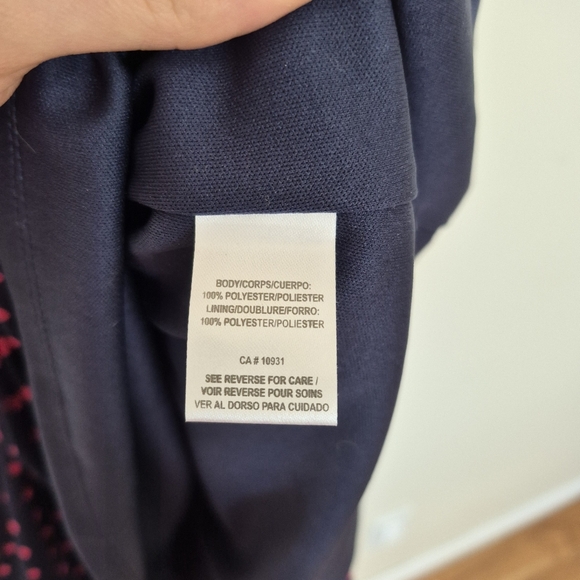 BODY/CORPS/CUERPO:
100% POLYESTER/POLIESTER
LINING/DOUBLURE/FORRO:
100% POLYESTER/POLIESTER
CA # 10931
SEE REVERSE FOR CARE /
VOIR REVERSE POUR SOINS
VER AL DORSO PARA CUIDADO